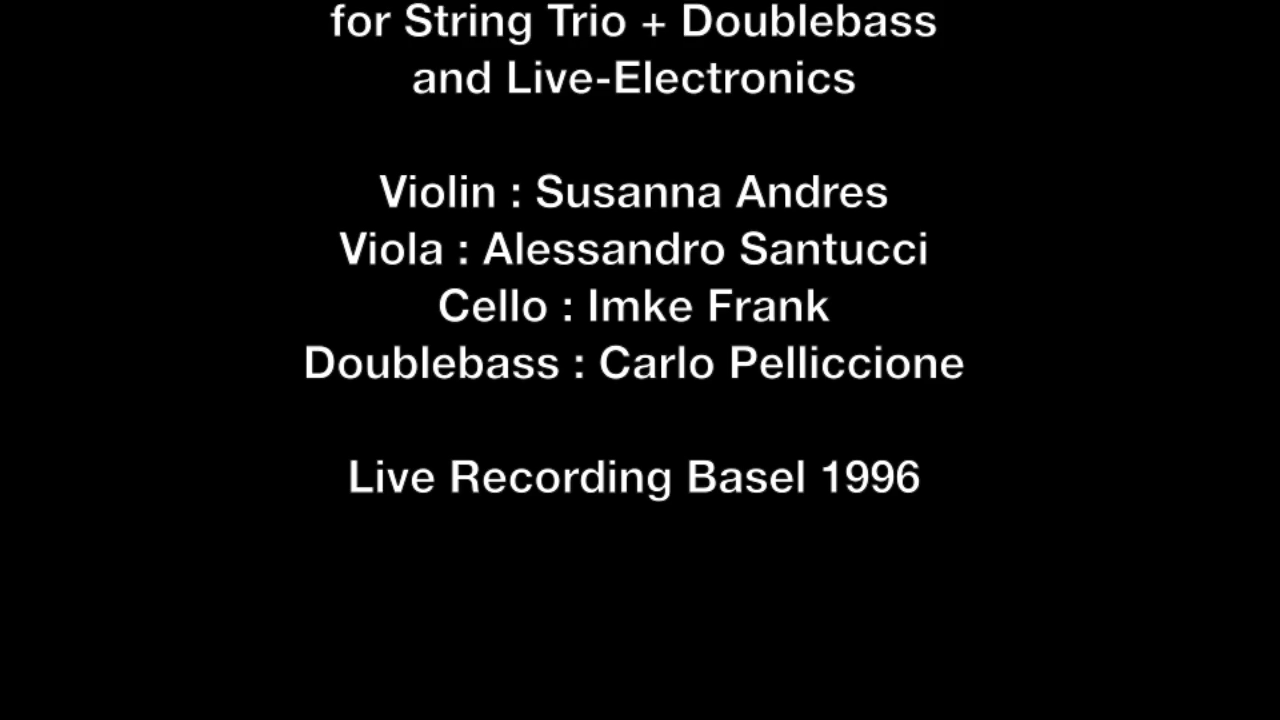 for String Trio + Doublebass
and Live-Electronics
Violin : Susanna Andres
Viola : Alessandro Santucci
Cello : Imke Frank
Doublebass : Carlo Pelliccione
Live Recording Basel 1996